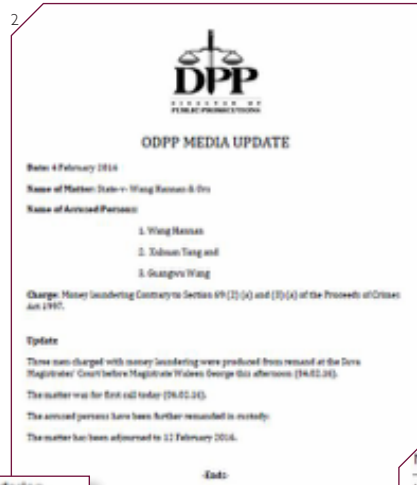 2
DPP
DIRECTOR OF
PUBLIC PROSECUTIONS
ODPP MEDIA UPDATE
Date: 4 February 2016
Name of Matter: State v- Wang Hannan & Ors
Name of Accused Persons:
1. Wang Hannan
2. Tang and
3. Guangwu Wang
Charge: Money laundering Contrary to Section 69 (2) (a) and (3) (a) of the Proceeds of Crimes
Act 1997.
Update
Three men charged with money laundering were produced from remand at the Suva
Magistrates' Court before Magistrate Waleen George this afternoon (04.02.16).
The matter was for first call today (04.02.16).
The accused persons have been further remanded in custody.
The matter has been adjourned to 12 February 2016.
-Ends-